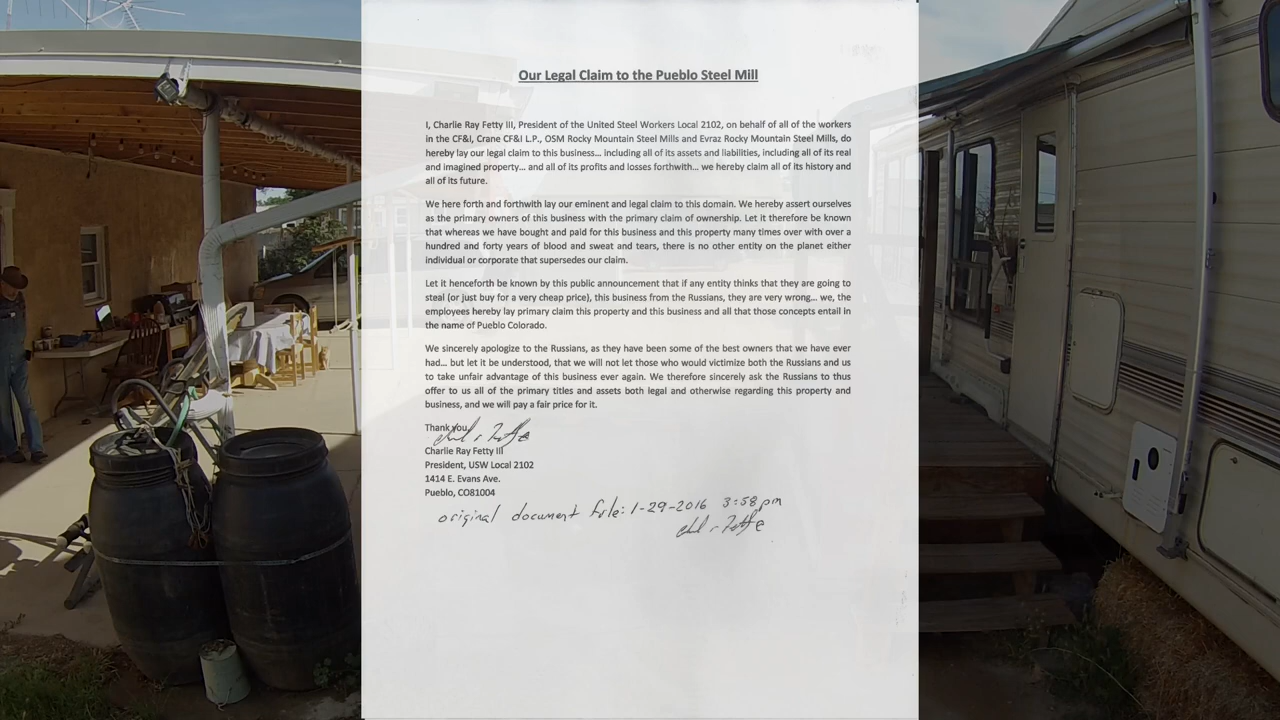 Our Legal Claim to the Pueblo Steel Mill
I, Charlie Ray Fetty III, President of the United Steel Workers Local 2102, on behalf of all of the workers
in the CF&I, Crane CF&I L.P., OSM Rocky Mountain Steel Mills and Evraz Rocky Mountain Steel Mills, do
hereby lay our legal claim to this business... including all of its assets and liabilities, including all of its real
and imagined property... and all of its profits and losses forthwith... we hereby claim all of its history and
all of its future.
We here forth and forthwith lay our eminent and legal claim to this domain. We hereby assert ourselves
as the primary owners of this business with the primary claim of ownership. Let it therefore be known
that whereas we have bought and paid for this business and this property many times over with over a
hundred and forty years of blood and sweat and tears, there is no other entity on the planet either
individual or corporate that supersedes our claim.
Let it henceforth be known by this public announcement that if any entity thinks that they are going to
steal (or just buy for a very cheap price), this business from the Russians, they are very wrong... we, the
employees hereby lay primary claim this property and this business and all that those concepts entail in
the name of Pueblo Colorado.
We sincerely apologize to the Russians, as they have been some of the best owners that we have ever
had... but let it be understood, that we will not let those who would victimize both the Russians and us
to take unfair advantage of this business ever again. We therefore sincerely ask the Russians to thus
offer to us all of the primary titles and assets both legal and otherwise regarding this property and
business, and we will pay a fair price for it.
Thank you,
Charlie Ray Fetty III
President, USW Local 2102
1414 E. Evans Ave.
Pueblo, CO81004
original document file: 1-29-2016 3:58 pm